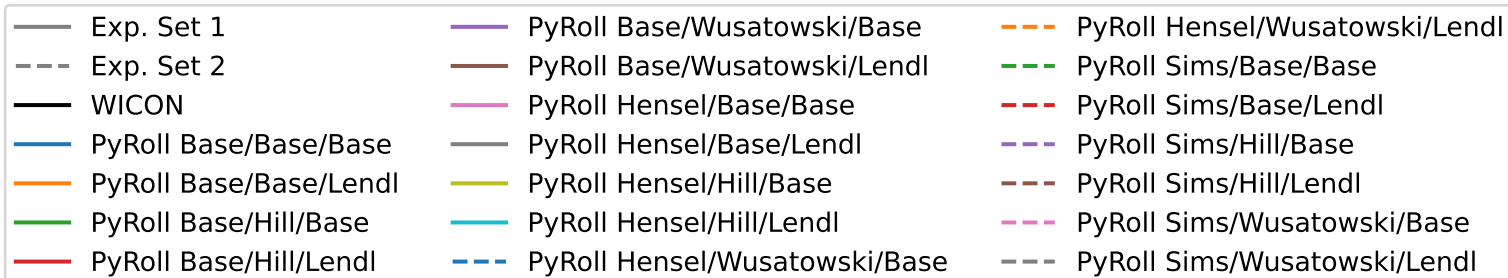 Exp. Set 1
Exp. Set 2
WICON
PyRoll Base/Base/Base
PyRoll Base/Base/Lendl
PyRoll Base/Hill/Base
PyRoll Base/Hill/Lendl
PyRoll Base/Wusatowski/Base
PyRoll Base/Wusatowski/Lendl
PyRoll Hensel/Base/Base
PyRoll Hensel/Base/Lendl
PyRoll Hensel/Hill/Base
PyRoll Hensel/Hill/Lendl
PyRoll Hensel/Wusatowski/Base
PyRoll Hensel/Wusatowski/Lendl
PyRoll Sims/Base/Base
PyRoll Sims/Base/Lendl
PyRoll Sims/Hill/Base
PyRoll Sims/Hill/Lendl
PyRoll Sims/Wusatowski/Base
PyRoll Sims/Wusatowski/Lendl